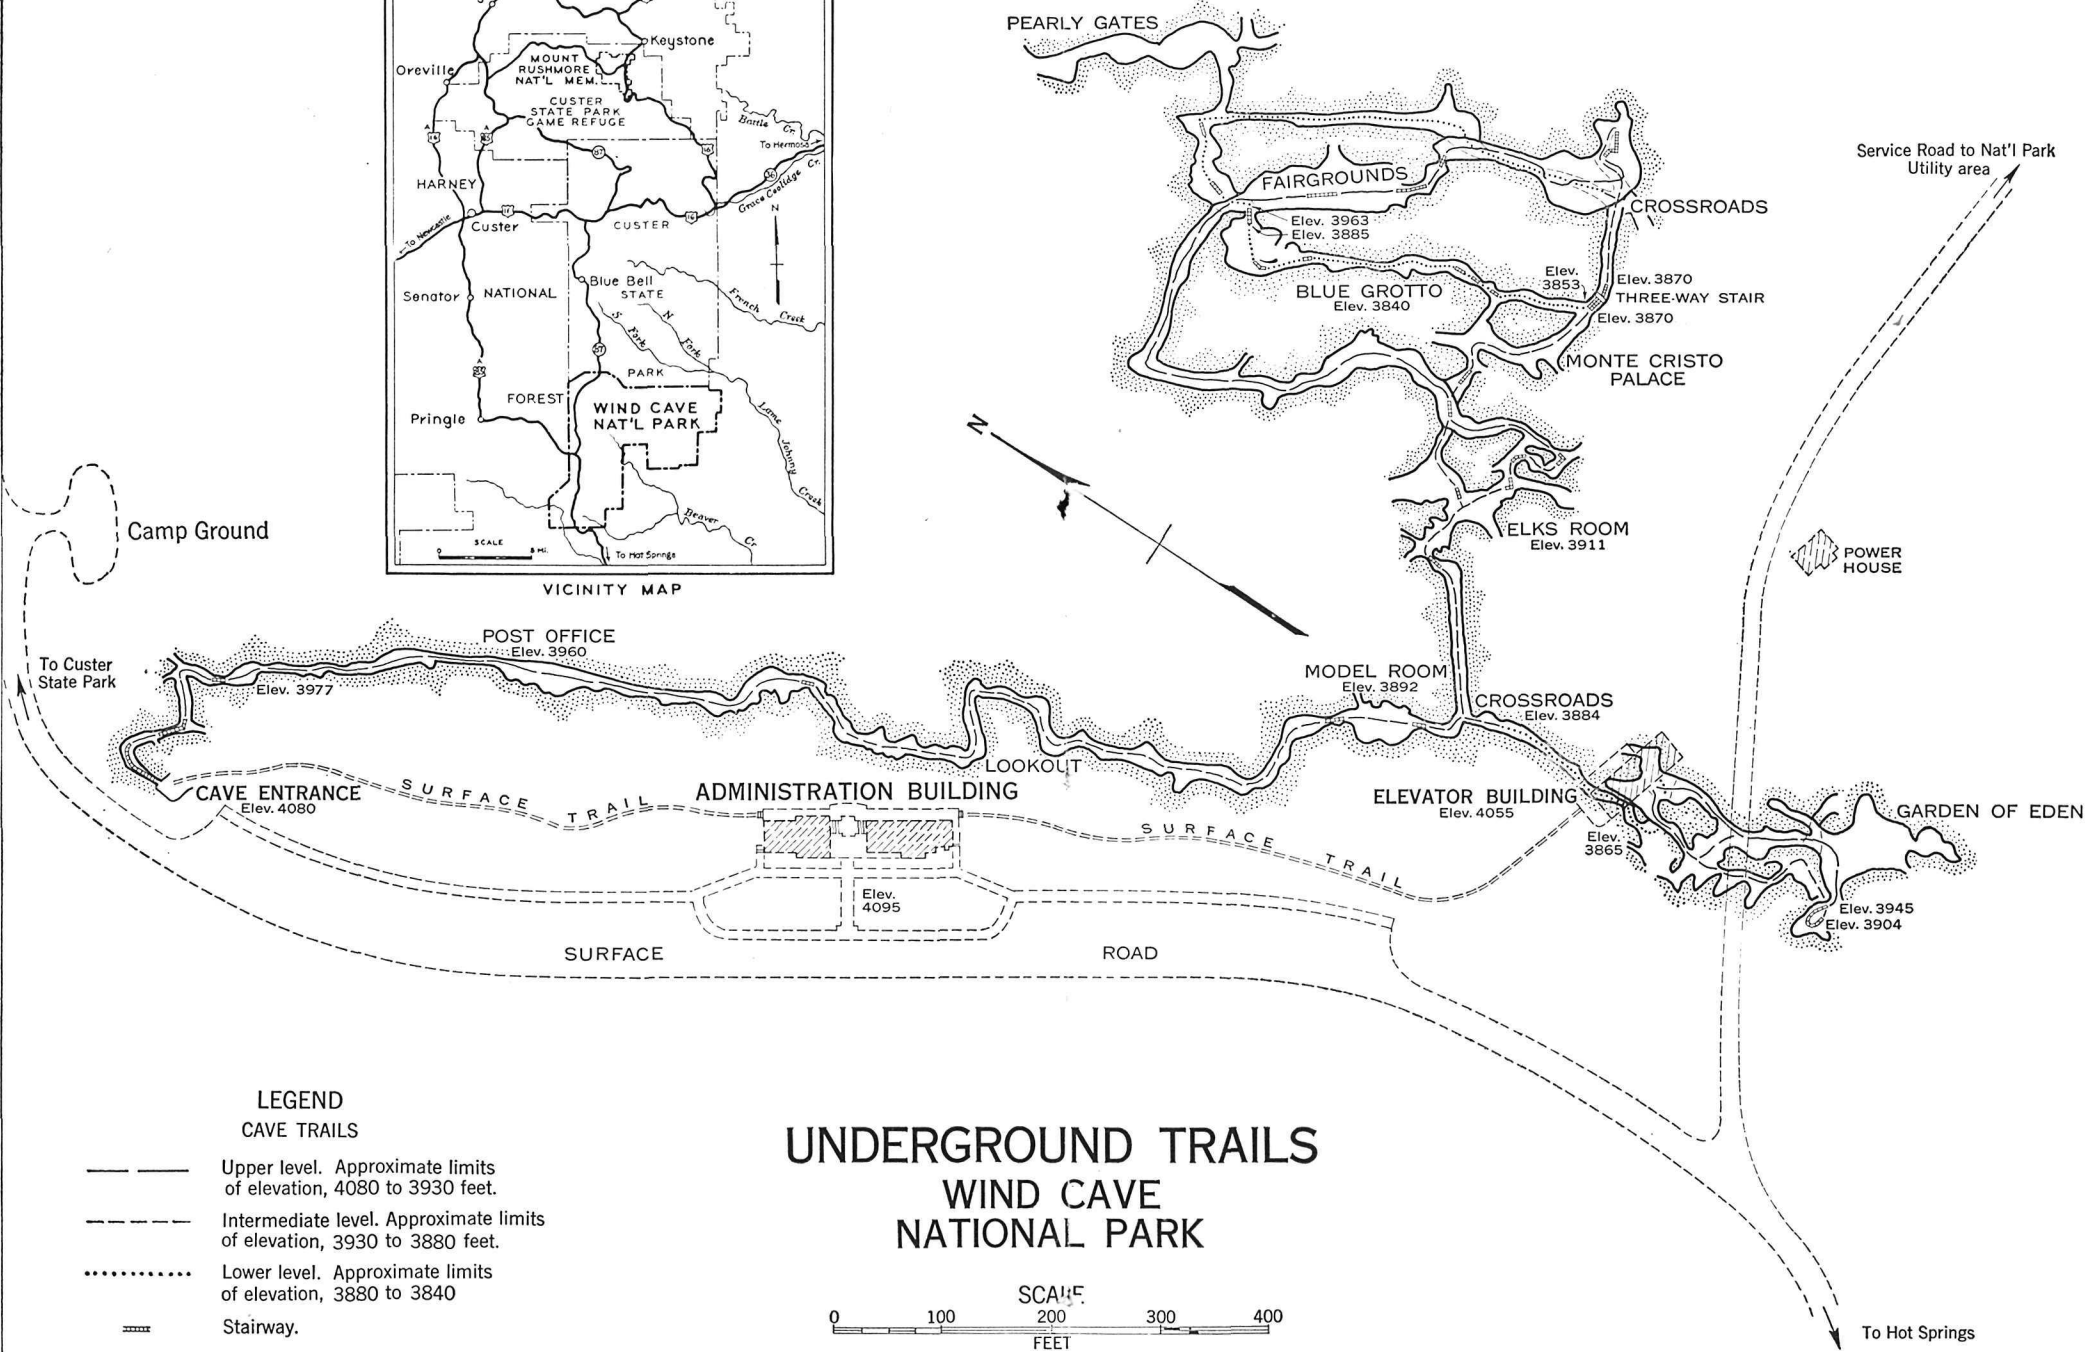 Keystone
Oreville
MOUNT
RUSHMORE
NAT'L MEM.
CUSTER
STATE PARK
GAME REFUGE
Battle Cr.
To Hermosa
Grace Coolidge Cr.
HARNEY
To Newcastle
Custer
CUSTER
N
Blue Bell
STATE
Senator
NATIONAL
French Creek
S Fork
N Fork
87
87
16
16
36
PARK
FOREST
WIND CAVE
NAT'L PARK
Pringle
Lame Johnny Creek
Beaver Cr.
SCALE
0
To Hot Springs
VICINITY MAP
PEARLY GATES
FAIRGROUNDS
Elev. 3963
Elev. 3885
CROSSROADS
BLUE GROTTO
Elev. 3840
Elev.
3853
Elev. 3870
THREE-WAY STAIR
Elev. 3870
MONTE CRISTO
PALACE
Service Road to Nat'l Park
Utility area
N
ELKS ROOM
Elev. 3911
POWER
HOUSE
Camp Ground
To Custer
State Park
POST OFFICE
Elev. 3960
Elev. 3977
MODEL ROOM
Elev. 3892
CROSSROADS
Elev. 3884
LOOKOUT
CAVE ENTRANCE
Elev. 4080
SURFACE TRAIL
ADMINISTRATION BUILDING
SURFACE TRAIL
ELEVATOR BUILDING
Elev. 4055
Elev.
3865
GARDEN OF EDEN
Elev. 3945
Elev. 3904
Elev.
4095
SURFACE ROAD
LEGEND
CAVE TRAILS
Upper level. Approximate limits
of elevation, 4080 to 3930 feet.
Intermediate level. Approximate limits
of elevation, 3930 to 3880 feet.
Lower level. Approximate limits
of elevation, 3880 to 3840
Stairway.
UNDERGROUND TRAILS
WIND CAVE
NATIONAL PARK
SCALE
0 100 200 300 400
FEET
To Hot Springs